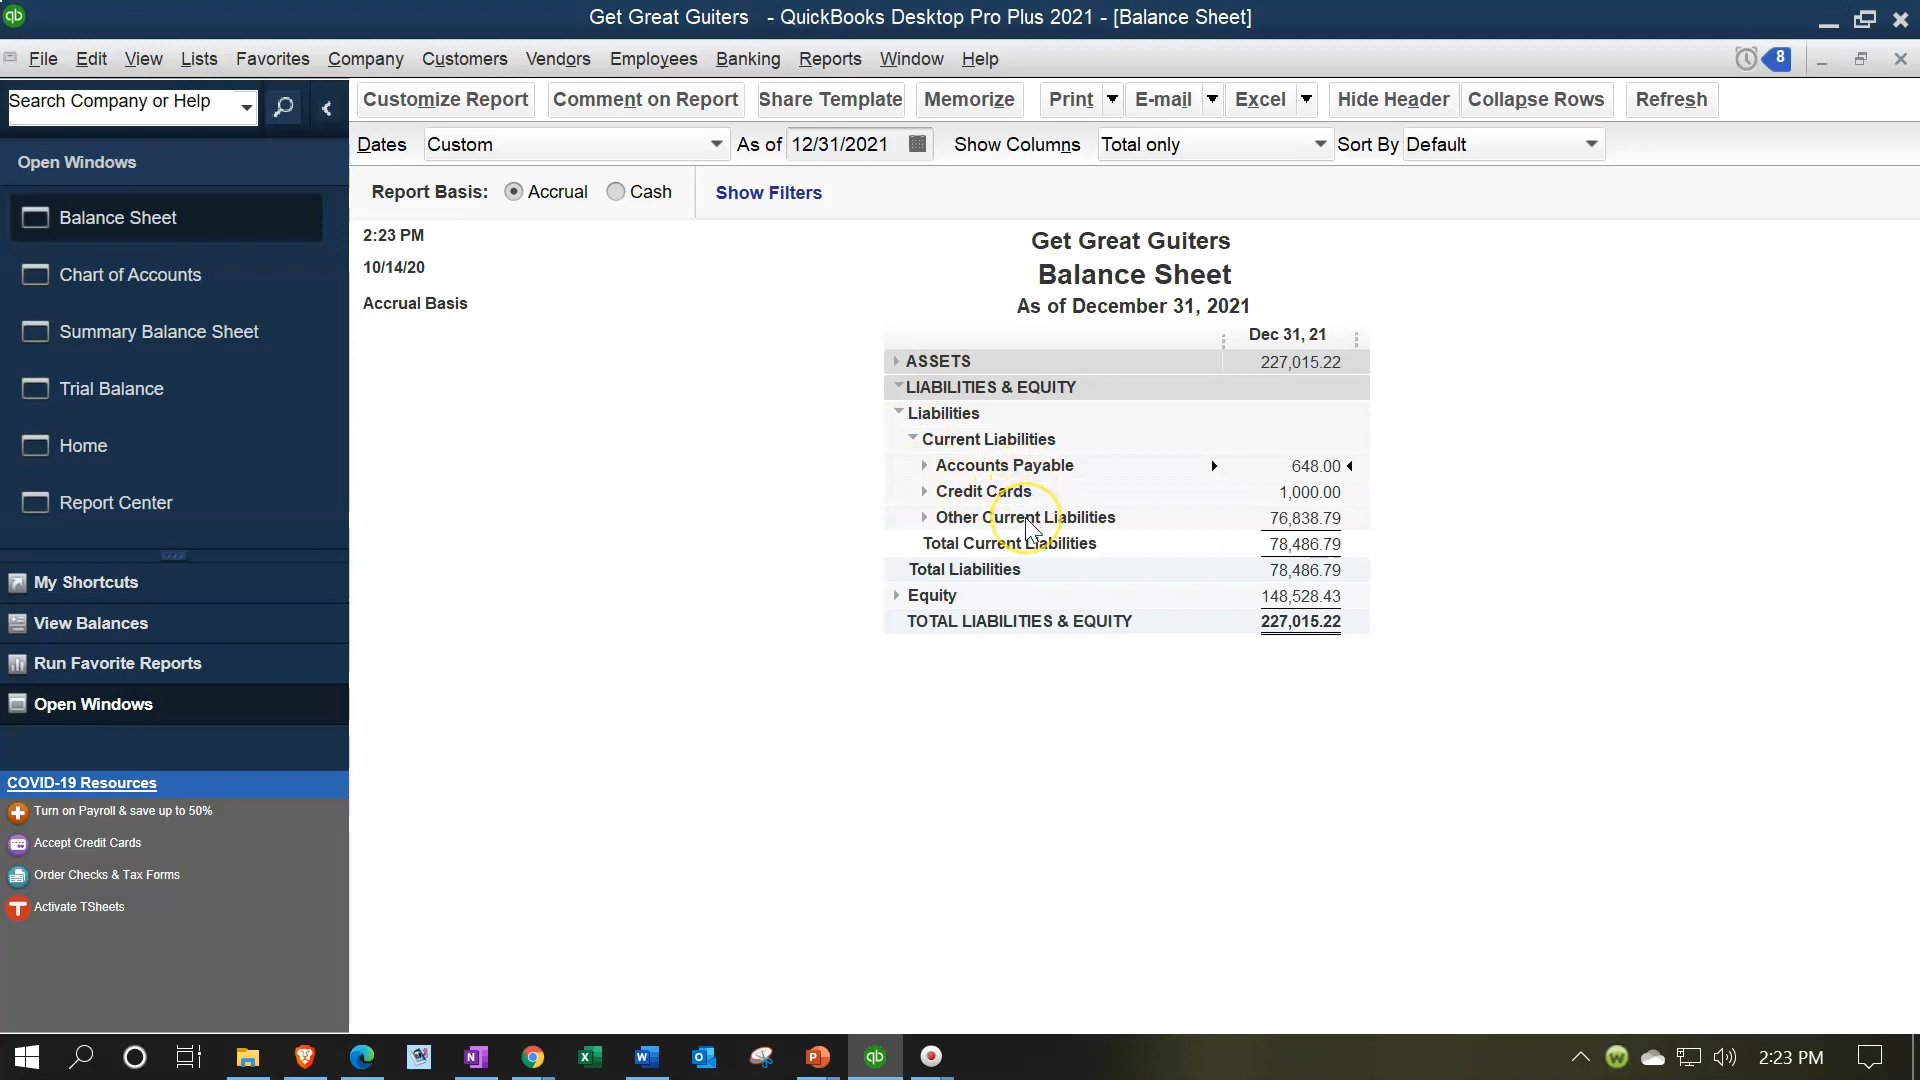 qb
Get Great Guiters - QuickBooks Desktop Pro Plus 2021 - [Balance Sheet]
File Edit View Lists Favorites Company Customers Vendors Employees Banking Reports Window Help 8
Search Company or Help
Customize Report Comment on Report Share Template Memorize Print E-mail Excel Hide Header Collapse Rows Refresh
Dates Custom As of 12/31/2021 Show Columns Total only Sort By Default
Report Basis: Accrual Cash Show Filters
Open Windows
Balance Sheet
Chart of Accounts
Summary Balance Sheet
Trial Balance
Home
Report Center
My Shortcuts
View Balances
Run Favorite Reports
Open Windows
COVID-19 Resources
Turn on Payroll & save up to 50%
Accept Credit Cards
Order Checks & Tax Forms
Activate TSheets
2:23 PM
10/14/20
Accrual Basis
Get Great Guiters
Balance Sheet
As of December 31, 2021
Dec 31, 21
ASSETS 227,015.22
LIABILITIES & EQUITY
Liabilities
Current Liabilities
Accounts Payable 648.00
Credit Cards 1,000.00
Other Current Liabilities 76,838.79
Total Current Liabilities 78,486.79
Total Liabilities 78,486.79
Equity 148,528.43
TOTAL LIABILITIES & EQUITY 227,015.22
2:23 PM